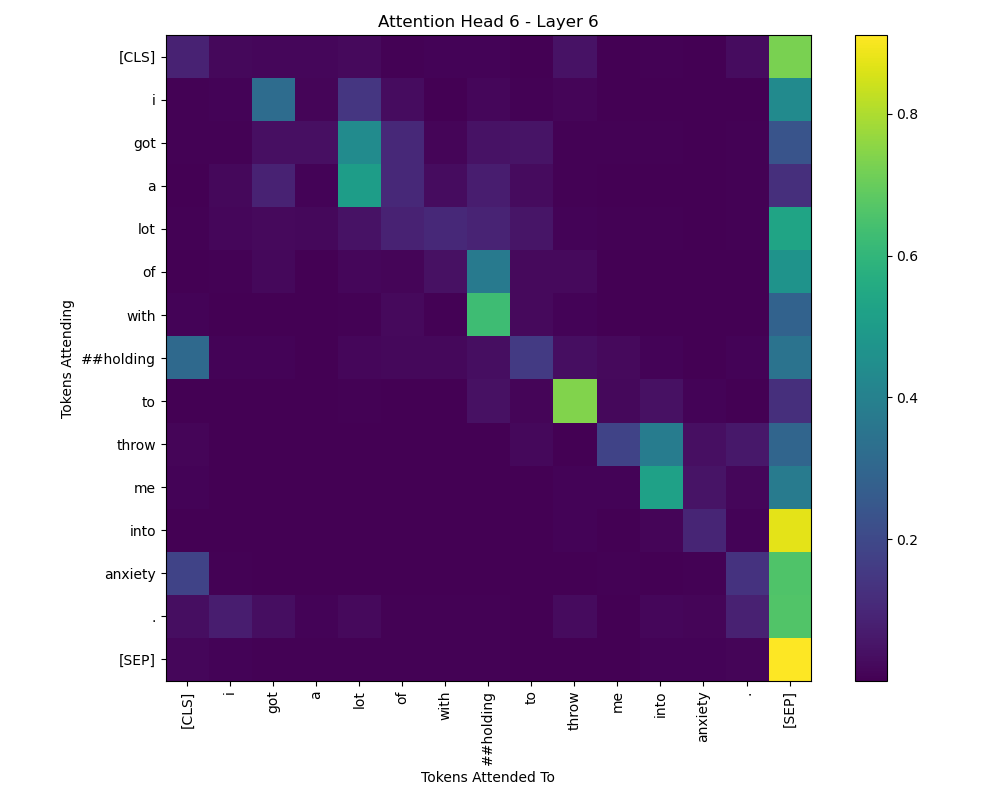 Attention Head 6 - Layer 6
[CLS]
i
got
a
lot
of
with
##holding
to
throw
me
into
anxiety
.
[SEP]
Tokens Attending
[CLS]
i
got
a
lot
of
with
##holding
to
throw
me
into
anxiety
.
[SEP]
Tokens Attended To
0.8
0.6
0.4
0.2